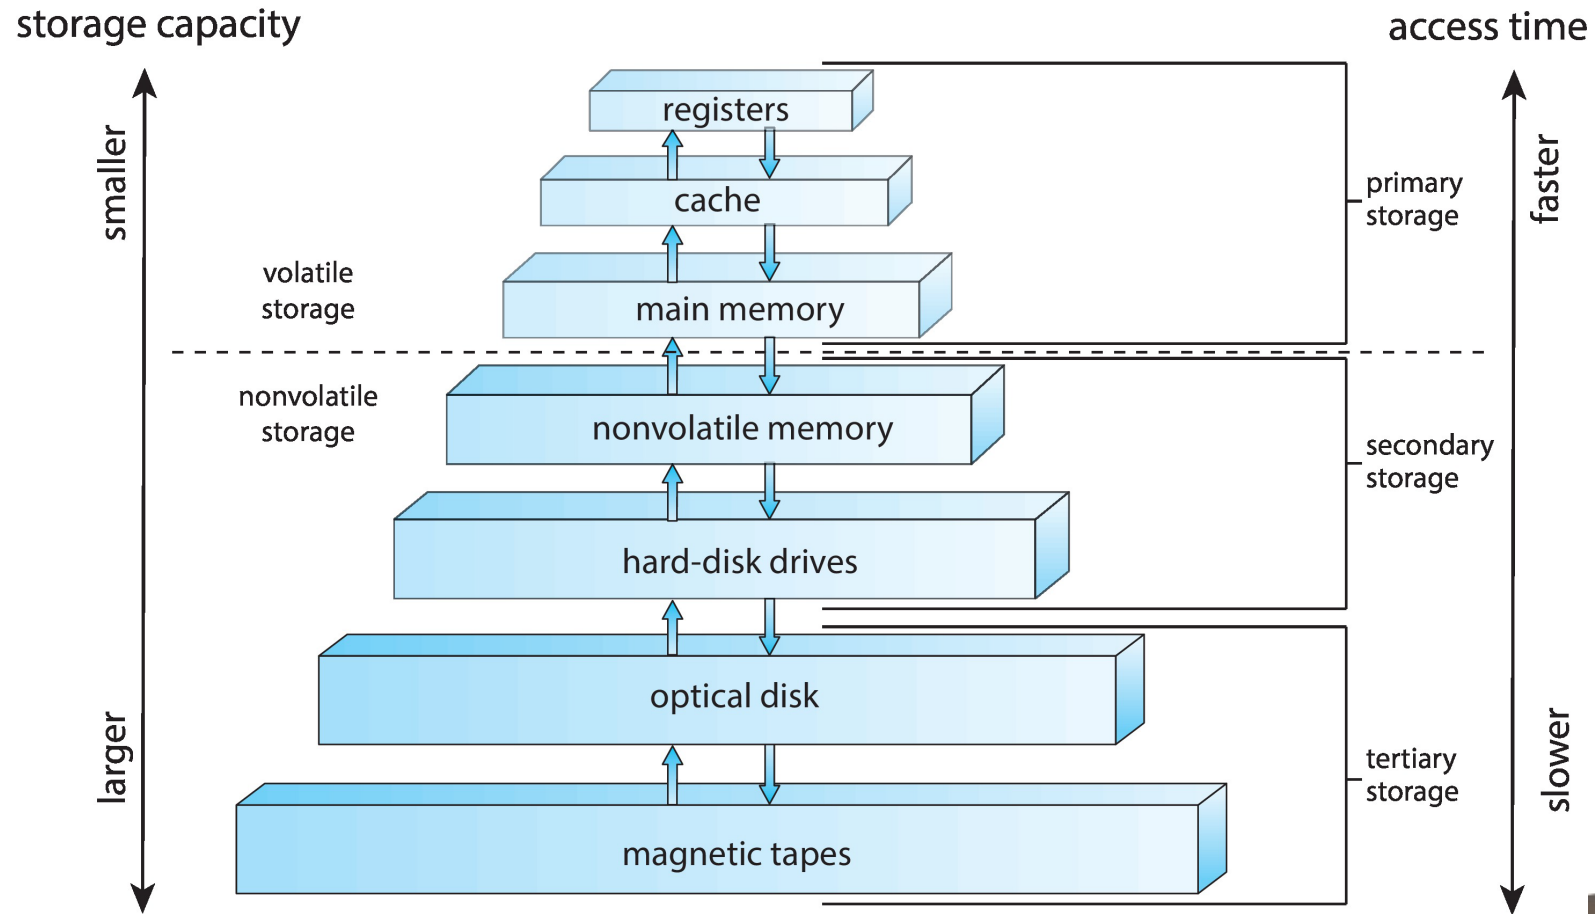 storage capacity
access time
smaller
larger
registers
cache
main memory
volatile
storage
nonvolatile
storage
nonvolatile memory
hard-disk drives
optical disk
magnetic tapes
primary
storage
secondary
storage
tertiary
storage
faster
slower